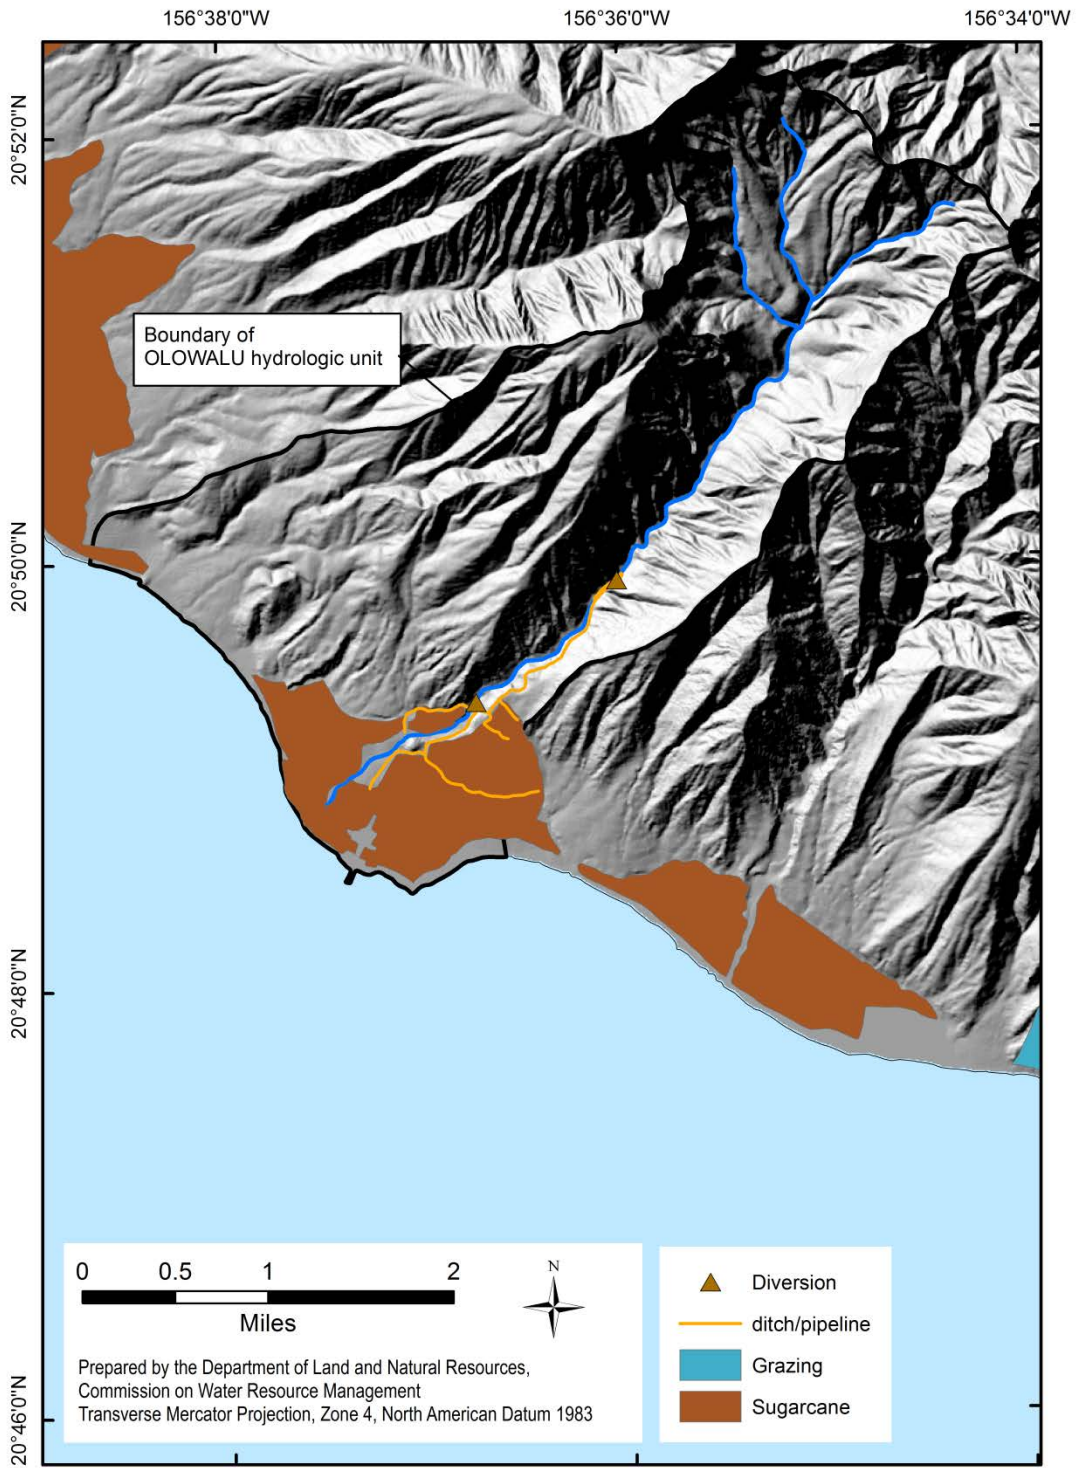 156°38'0"W
156°36'0"W
156°34'0"W
20°52'0"N
Boundary of
OLOWALU hydrologic unit
20°50'0"N
20°48'0"N
0 0.5 1 2
Miles
N
Prepared by the Department of Land and Natural Resources,
Commission on Water Resource Management
Transverse Mercator Projection, Zone 4, North American Datum 1983
Diversion
ditch/pipeline
Grazing
Sugarcane
20°46'0"N